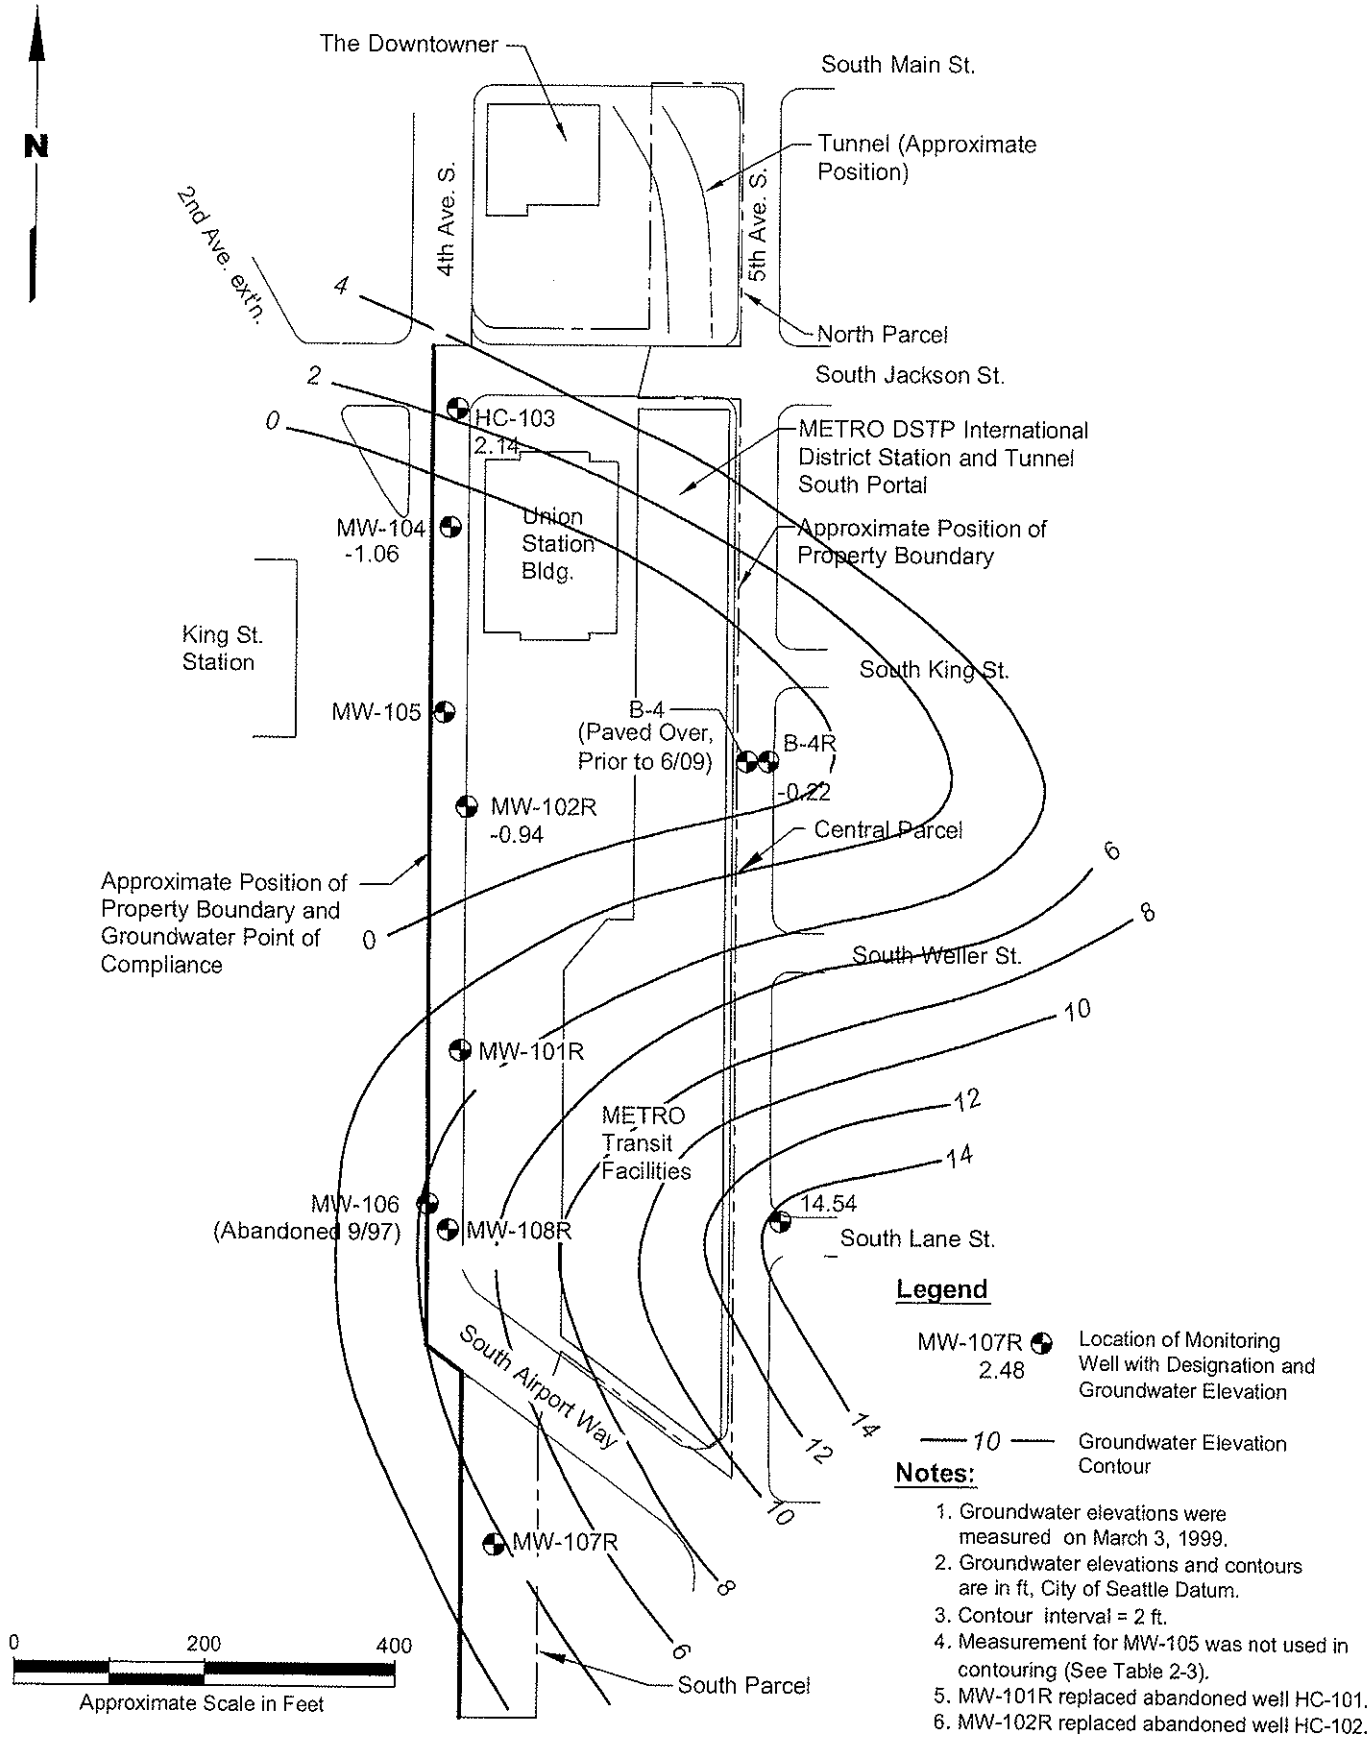 The Downtowner
South Main St.
N
Tunnel (Approximate
Position)
4th Ave. S.
5th Ave. S.
2nd Ave. ext'n.
4
North Parcel
2
South Jackson St.
0
HC-103
2.14
METRO DSTP International
District Station and Tunnel
South Portal
MW-104
-1.06
Union
Station
Bldg.
Approximate Position of
Property Boundary
King St.
Station
South King St.
MW-105
B-4
(Paved Over,
Prior to 6/09)
B-4R
-0.22
MW-102R
-0.94
Central Parcel
6
Approximate Position of
Property Boundary and
Groundwater Point of
Compliance
0
8
South Weller St.
10
MW-101R
12
METRO
Transit
Facilities
14
MW-106
(Abandoned 9/97)
MW-108R
14.54
South Lane St.
Legend
South Airport Way
MW-107R
2.48
Location of Monitoring
Well with Designation and
Groundwater Elevation
14
12
10
Groundwater Elevation
Contour
10
MW-107R
8
6
South Parcel
Notes:
1. Groundwater elevations were
measured on March 3, 1999.
2. Groundwater elevations and contours
are in ft, City of Seattle Datum.
3. Contour interval = 2 ft.
4. Measurement for MW-105 was not used in
contouring (See Table 2-3).
5. MW-101R replaced abandoned well HC-101.
6. MW-102R replaced abandoned well HC-102.
0 200 400
Approximate Scale in Feet